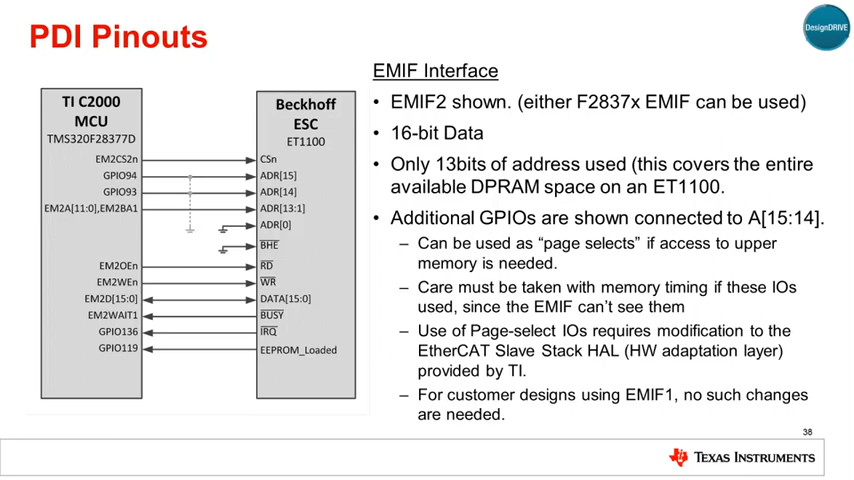 PDI Pinouts
DesignDRIVE
TI C2000
MCU
TMS320F28377D
EM2CS2n
GPIO94
GPIO93
EM2A[11:0],EM2BA1
EM2OEn
EM2WEn
EM2D[15:0]
EM2WAIT1
GPIO136
GPIO119
Beckhoff
ESC
ET1100
CSn
ADR[15]
ADR[14]
ADR[13:1]
ADR[0]
BHE
RD
WR
DATA[15:0]
BUSY
IRQ
EEPROM_Loaded
EMIF Interface
• EMIF2 shown. (either F2837x EMIF can be used)
• 16-bit Data
• Only 13bits of address used (this covers the entire
available DPRAM space on an ET1100.
• Additional GPIOs are shown connected to A[15:14].
– Can be used as “page selects” if access to upper
memory is needed.
– Care must be taken with memory timing if these IOs
used, since the EMIF can’t see them
– Use of Page-select IOs requires modification to the
EtherCAT Slave Stack HAL (HW adaptation layer)
provided by TI.
– For customer designs using EMIF1, no such changes
are needed.
38
TEXAS INSTRUMENTS